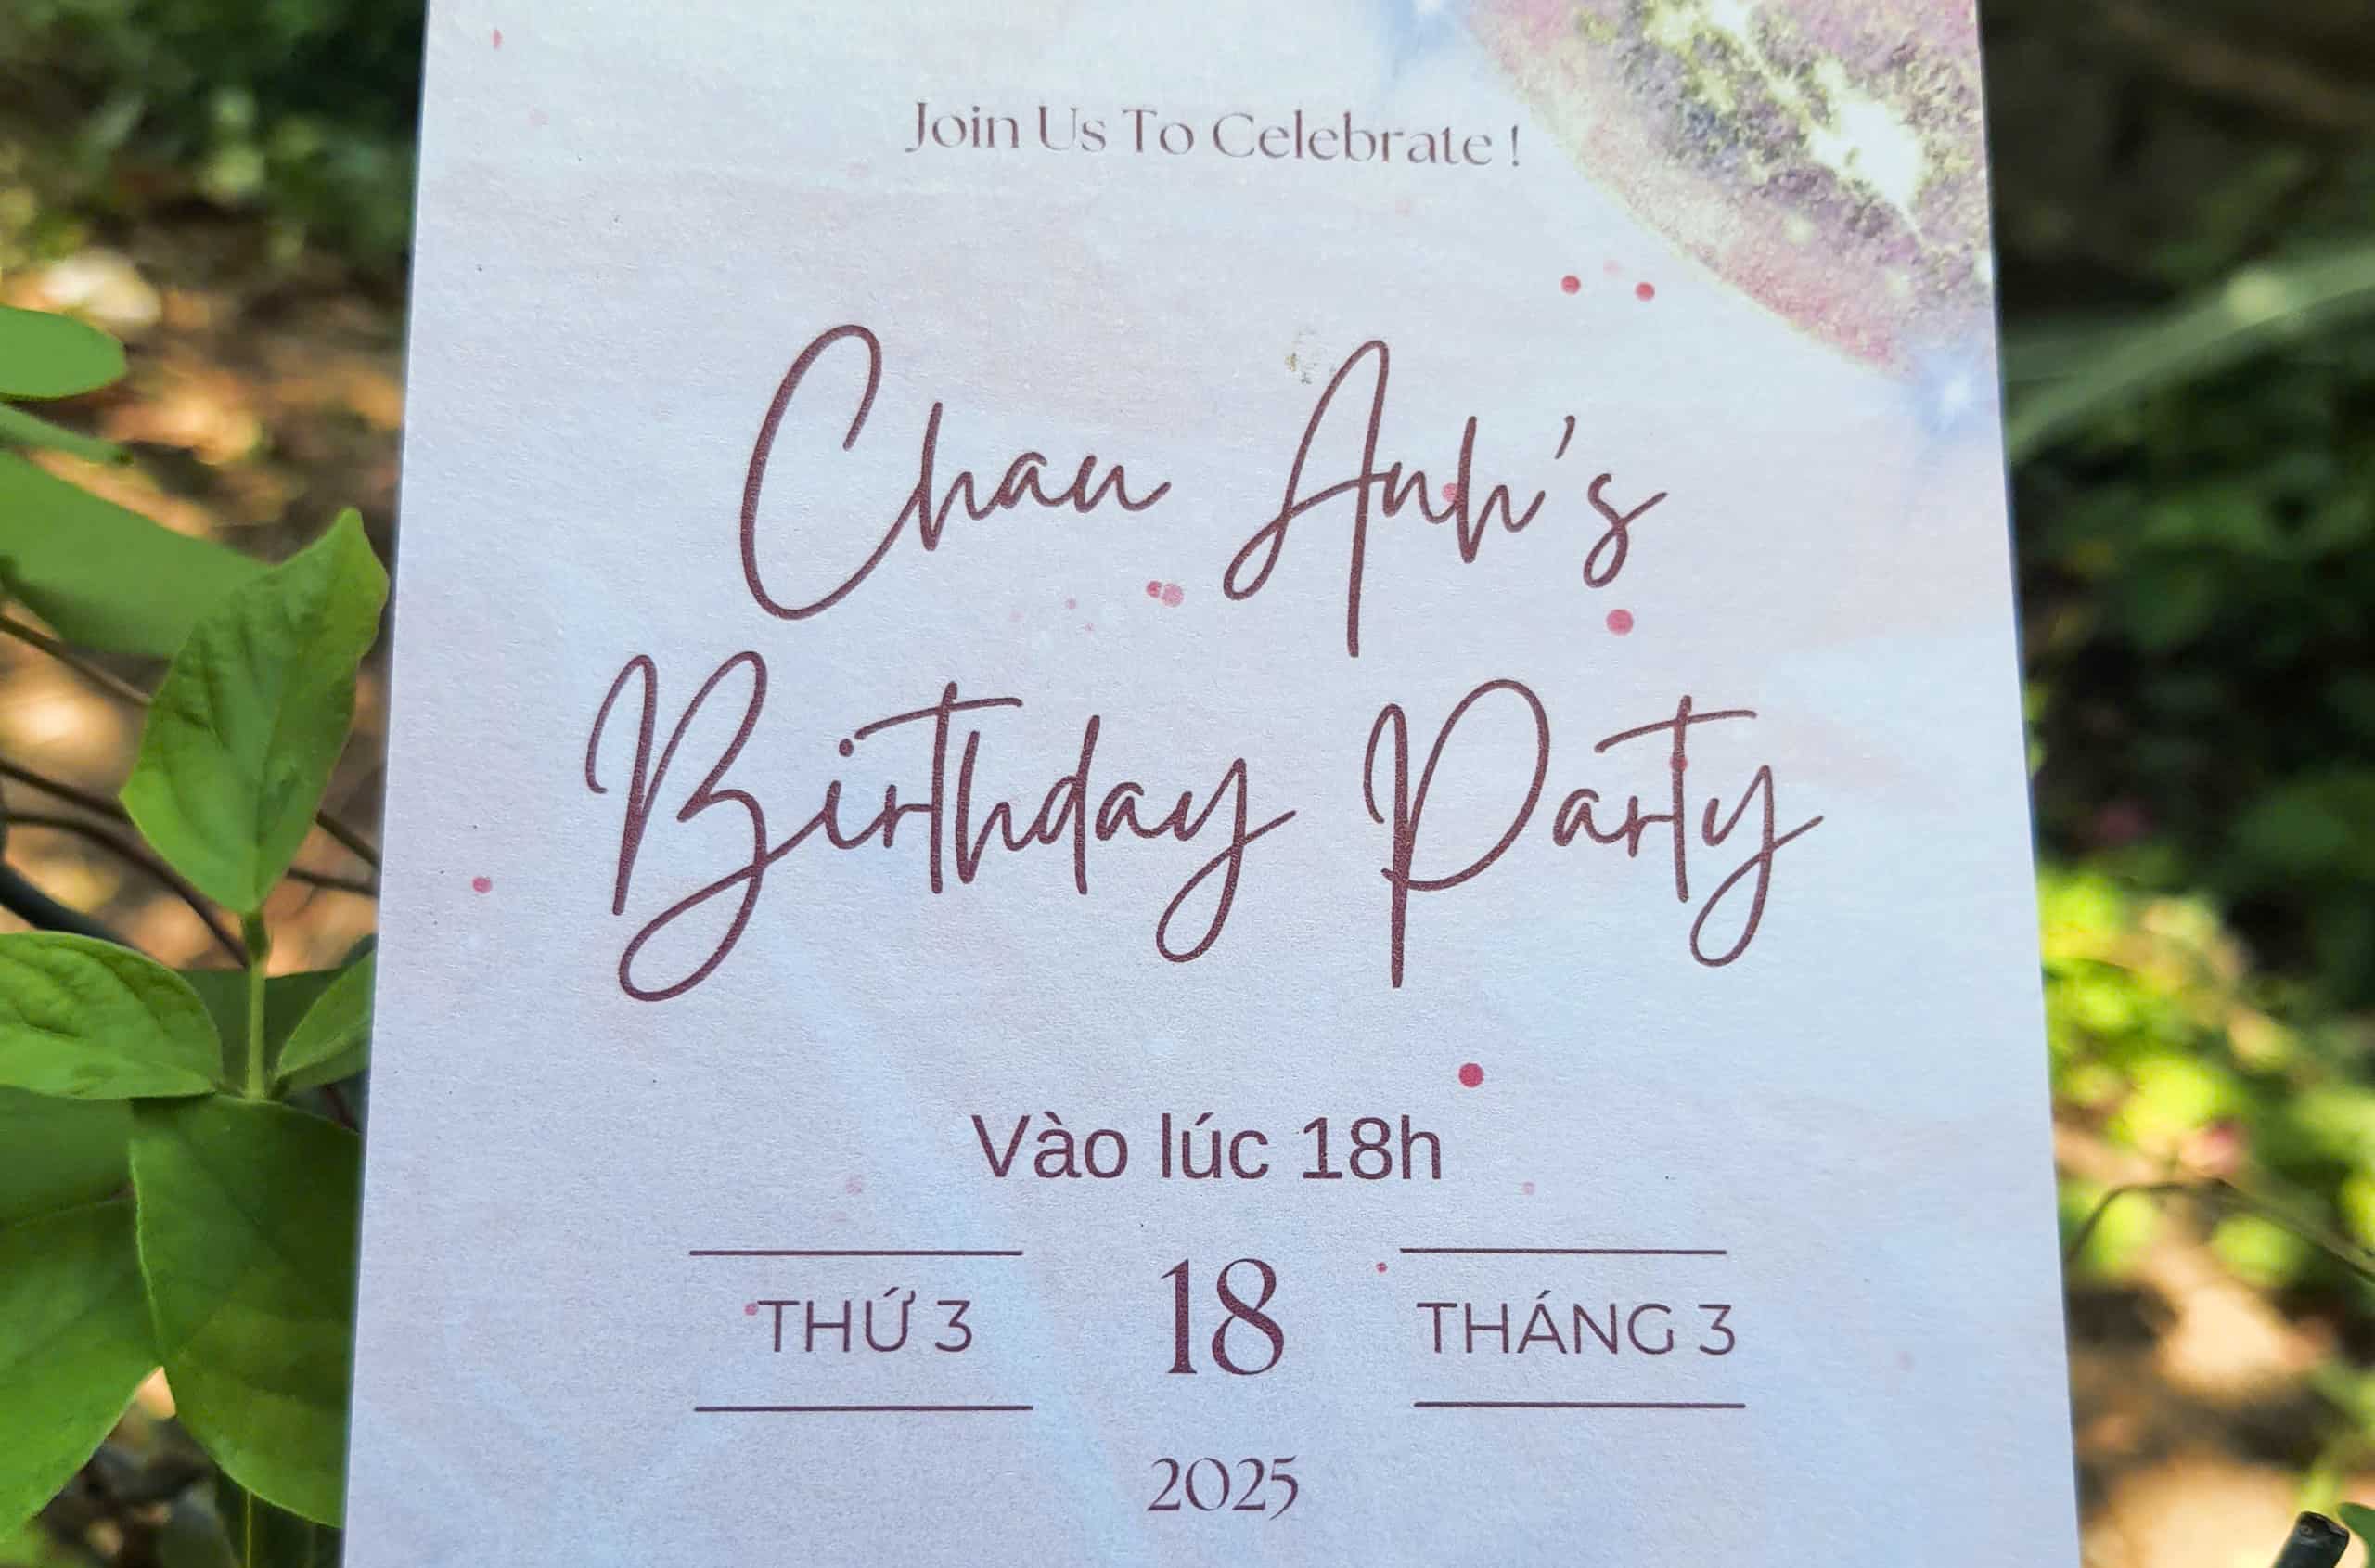 Join Us To Celebrate !
Chau Anh's
Birthday Party
Vào lúc 18h
THỨ 3
18
THÁNG 3
2025